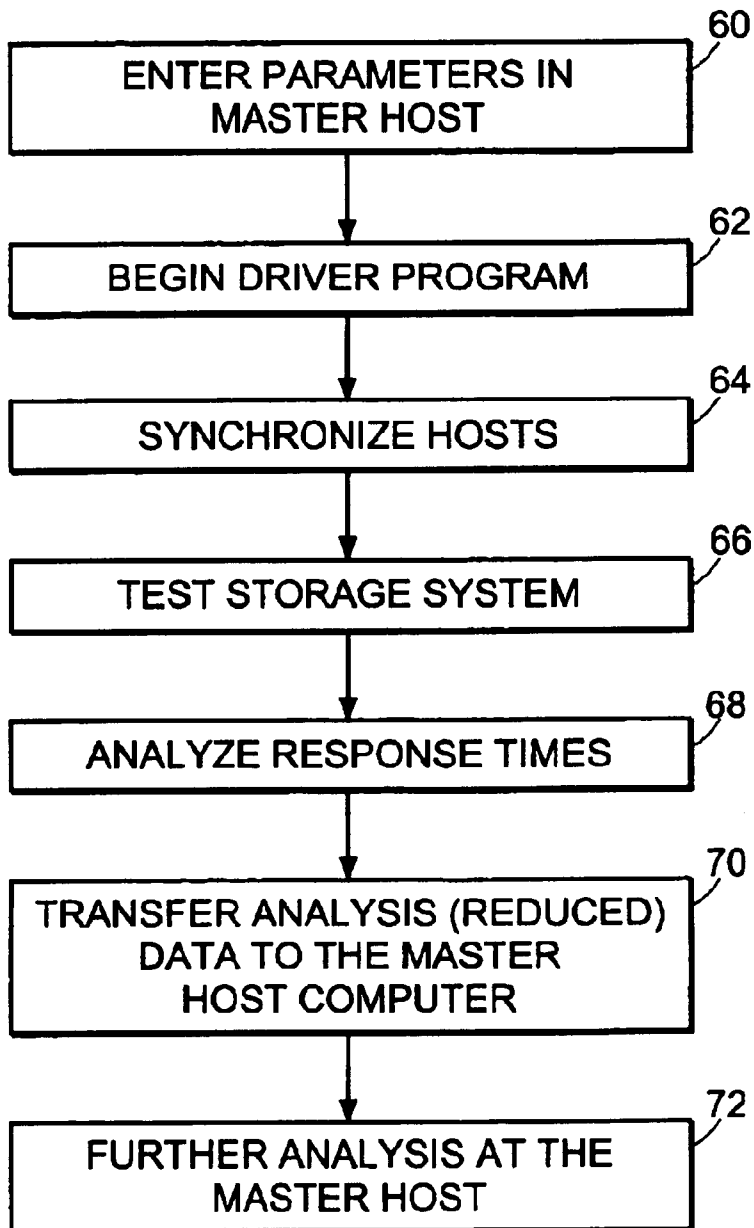 60
ENTER PARAMETERS IN
MASTER HOST
62
BEGIN DRIVER PROGRAM
64
SYNCHRONIZE HOSTS
66
TEST STORAGE SYSTEM
68
ANALYZE RESPONSE TIMES
70
TRANSFER ANALYSIS (REDUCED)
DATA TO THE MASTER
HOST COMPUTER
72
FURTHER ANALYSIS AT THE
MASTER HOST